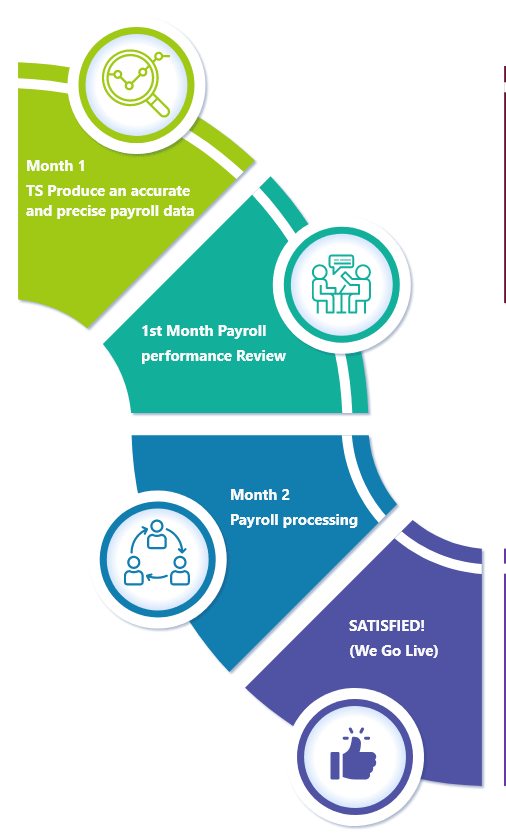 Month 1
TS Produce an accurate
and precise payroll data
1st Month Payroll
performance Review
Month 2
Payroll processing
SATISFIED!
(We Go Live)